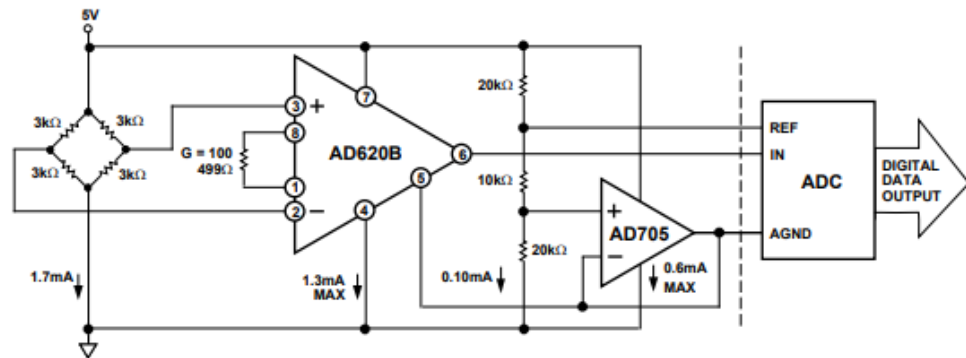 5V
3kΩ
3kΩ
3kΩ
3kΩ
1.7mA
G = 100
499Ω
3
+
8
1
2
−
7
AD620B
6
5
4
1.3mA
MAX
20kΩ
10kΩ
20kΩ
0.10mA
+
AD705
−
0.6mA
MAX
REF
IN
ADC
AGND
DIGITAL
DATA
OUTPUT